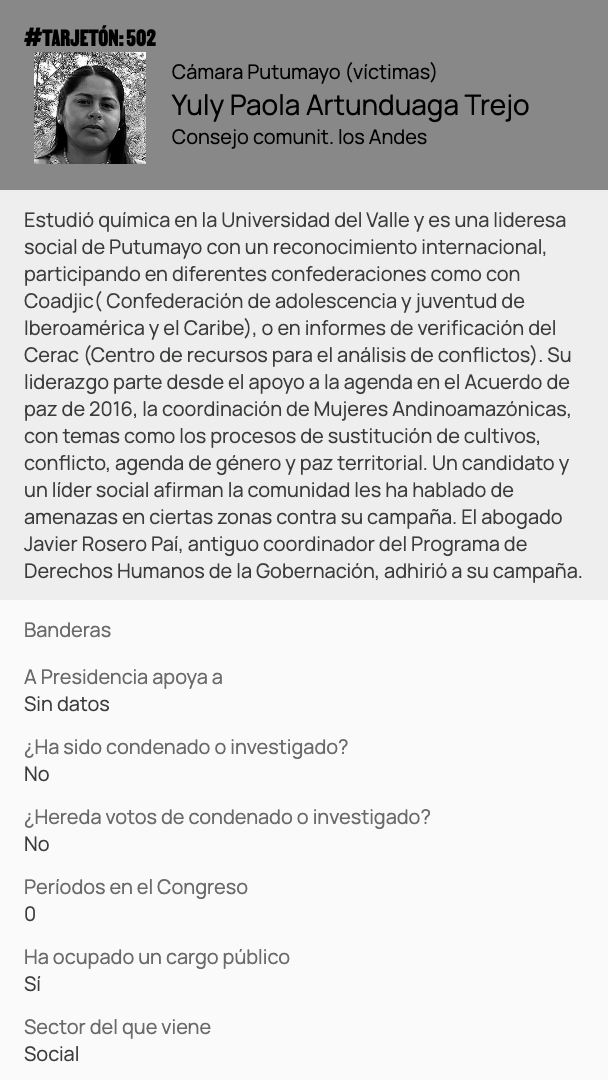 #TARJETÓN: 502
Cámara Putumayo (víctimas)
Yuly Paola Artunduaga Trejo
Consejo comunit. los Andes
Estudió química en la Universidad del Valle y es una lideresa
social de Putumayo con un reconocimiento internacional,
participando en diferentes confederaciones como con
Coadjic( Confederación de adolescencia y juventud de
Iberoamérica y el Caribe), o en informes de verificación del
Cerac (Centro de recursos para el análisis de conflictos). Su
liderazgo parte desde el apoyo a la agenda en el Acuerdo de
paz de 2016, la coordinación de Mujeres Andinoamazónicas,
con temas como los procesos de sustitución de cultivos,
conflicto, agenda de género y paz territorial. Un candidato y
un líder social afirman la comunidad les ha hablado de
amenazas en ciertas zonas contra su campaña. El abogado
Javier Rosero Paí, antiguo coordinador del Programa de
Derechos Humanos de la Gobernación, adhirió a su campaña.
Banderas
A Presidencia apoya a
Sin datos
¿Ha sido condenado o investigado?
No
¿Hereda votos de condenado o investigado?
No
Períodos en el Congreso
0
Ha ocupado un cargo público
Sí
Sector del que viene
Social